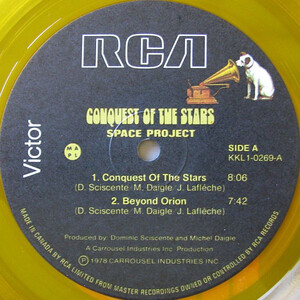 RCA
CONQUEST OF THE STARS
SPACE PROJECT
Victor
M A P L
SIDE A
KKL1-0269-A
1. Conquest Of The Stars 8:06
(D. Sciscente/M. Daigle/J. Laflèche)
2. Beyond Orion 7:42
(D. Sciscente/M. Daigle/J. Laflèche)
Produced by: Dominic Sciscente and Michel Daigle
A Carrousel Industries Inc. Production
℗ 1978 CARROUSEL INDUSTRIES INC
MADE IN CANADA BY RCA LIMITED FROM MASTER RECORDINGS OWNED OR CONTROLLED BY RCA RECORDS